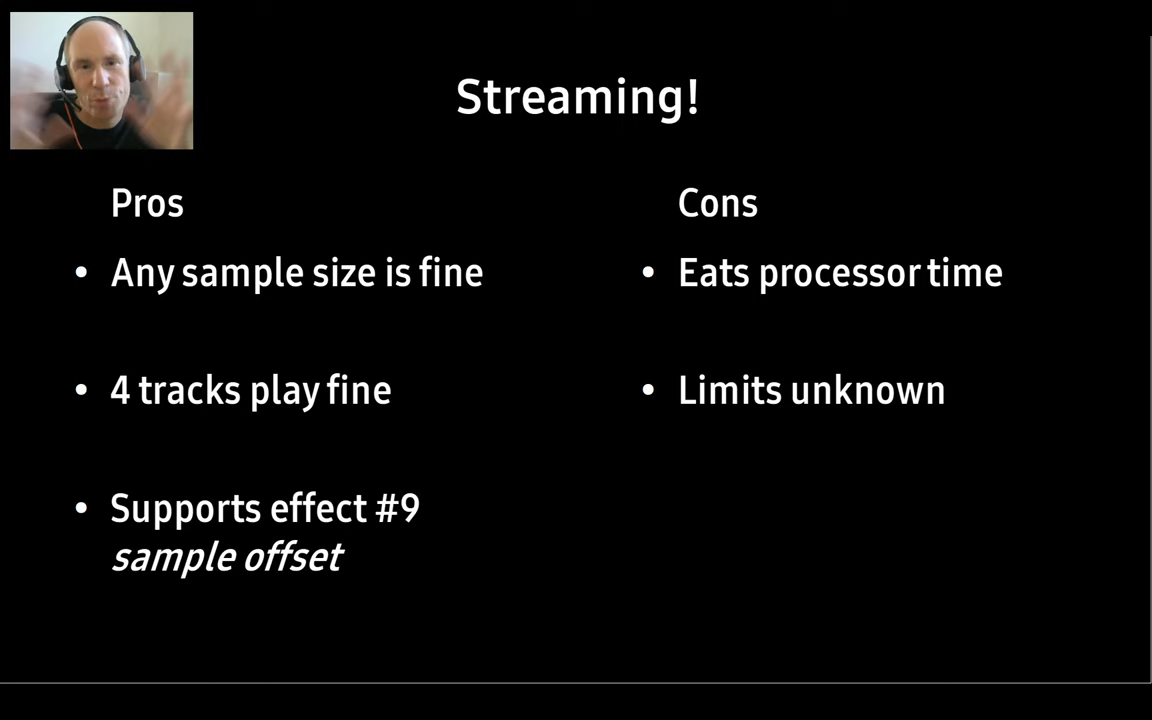 Streaming!
Pros
• Any sample size is fine
• 4 tracks play fine
• Supports effect #9
sample offset
Cons
• Eats processor time
• Limits unknown